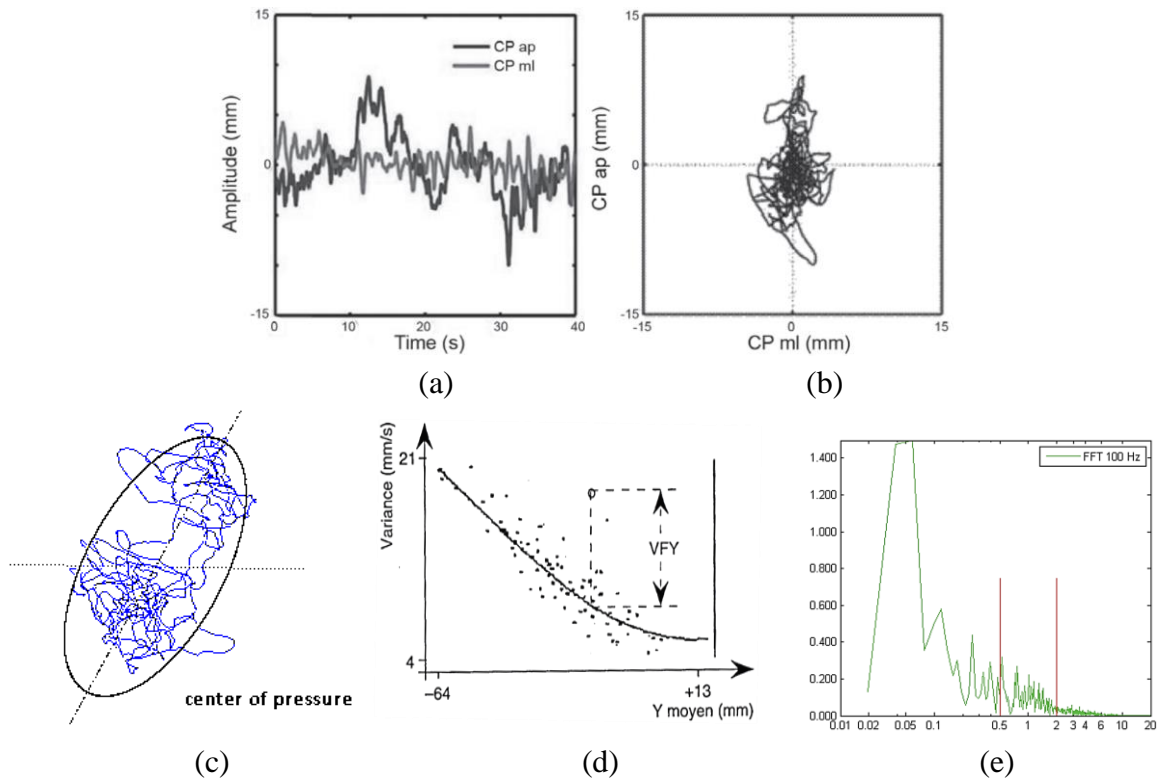 15
Amplitude (mm)
0
-15
CP ap
CP ml
0
10
20
30
40
Time (s)
(a)
15
CP ap (mm)
0
-15
-15
0
15
CP ml (mm)
(b)
center of pressure
(c)
Variance (mm/s)
21
4
VFY
−64
+13
Y moyen (mm)
(d)
FFT 100 Hz
1.400
1.200
1.000
0.800
0.600
0.400
0.200
0.000
0.01 0.02 0.05 0.1 0.5 1 2 3 4 6 10 20
(e)